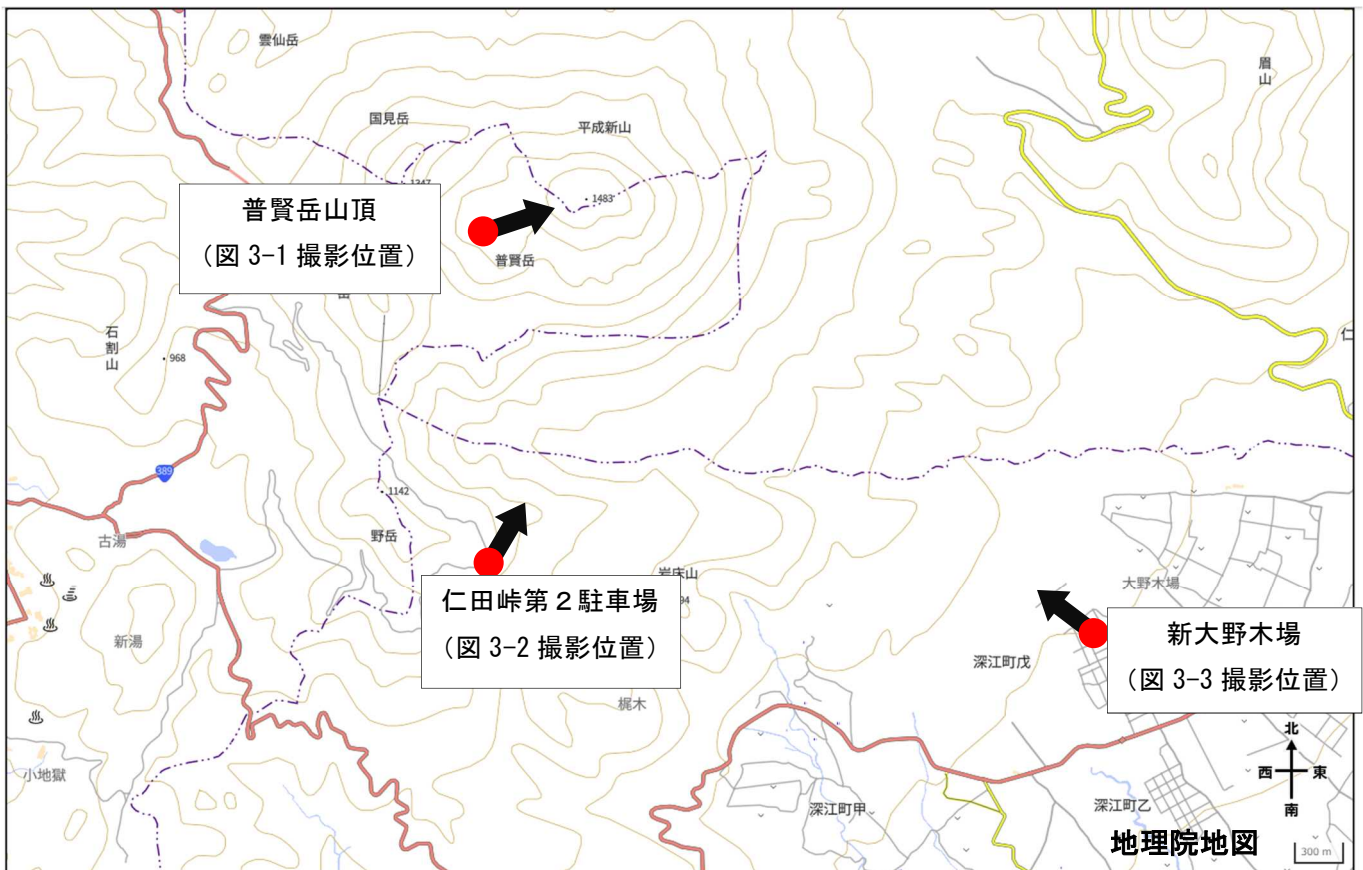 雲仙岳
眉山
国見岳
平成新山
1347
1483
普賢岳山頂
(図 3-1 撮影位置)
普賢岳
岳
石割山
968
仁
389
1142
野岳
古湯
岩床山
94
大野木場
仁田峠第2駐車場
(図 3-2 撮影位置)
新大野木場
(図 3-3 撮影位置)
新湯
深江町戊
梶木
北
西 東
南
小地獄
深江町甲
深江町乙
地理院地図
300 m